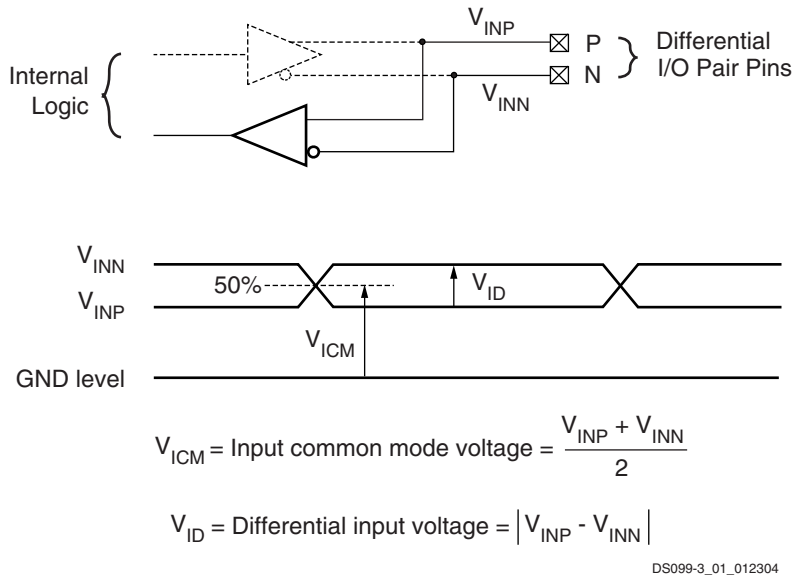 V_INP
P
Differential
I/O Pair Pins
N
V_INN
Internal
Logic
V_INN
50%
V_ID
V_INP
V_ICM
GND level
V_ICM = Input common mode voltage = (V_INP + V_INN) / 2
V_ID = Differential input voltage = |V_INP - V_INN|
DS099-3_01_012304